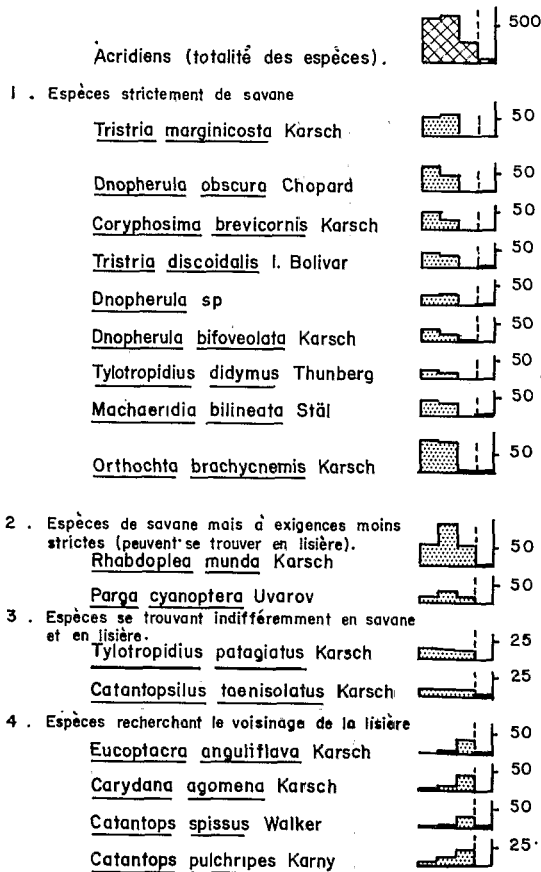 500
Acridiens (totalité des espèces).
1 . Espèces strictement de savane
Tristria marginicosta Karsch 50
Dnopherula obscura Chopard 50
Coryphosima brevicornis Karsch 50
Tristria discoidalis I. Bolivar 50
Dnopherula sp 50
Dnopherula bifoveolata Karsch 50
Tylotropidius didymus Thunberg 50
Machaeridia bilineata Stäl 50
Orthochta brachycnemis Karsch 50
2 . Espèces de savane mais à exigences moins
strictes (peuvent se trouver en lisière).
Rhabdoplea munda Karsch 50
Parga cyanoptera Uvarov 50
3 . Espèces se trouvant indifféremment en savane
et en lisière.
Tylotropidius patagiatus Karsch 25
Catantopsilus taenisolatus Karsch 25
4 . Espèces recherchant le voisinage de la lisière
Eucoptacra anguliflava Karsch 50
Carydana agomena Karsch 50
Catantops spissus Walker 50
Catantops pulchripes Karny 25